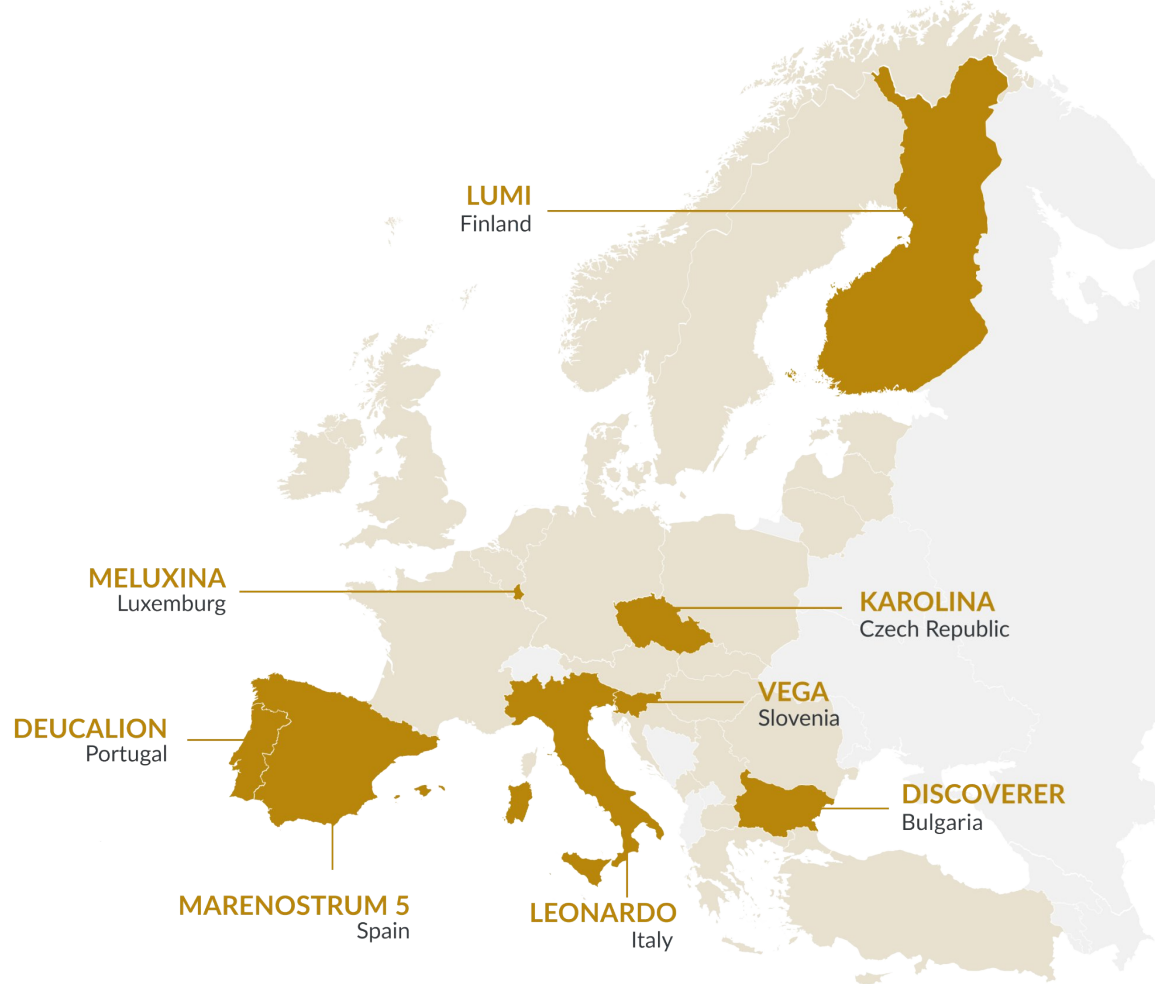 LUMI
Finland
MELUXINA
Luxemburg
KAROLINA
Czech Republic
VEGA
Slovenia
DEUCALION
Portugal
DISCOVERER
Bulgaria
MARENOSTRUM 5
Spain
LEONARDO
Italy